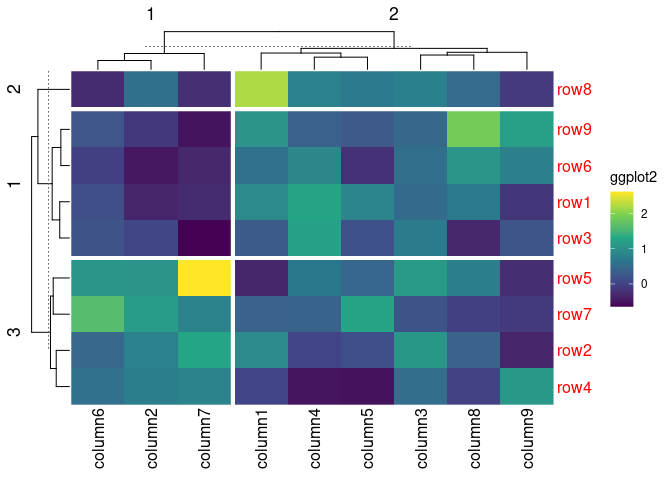 1 2
2
1
3
row8
row9
row6
row1
row3
row5
row7
row2
row4
column6 column2 column7 column1 column4 column5 column3 column8 column9
ggplot2
2
1
0